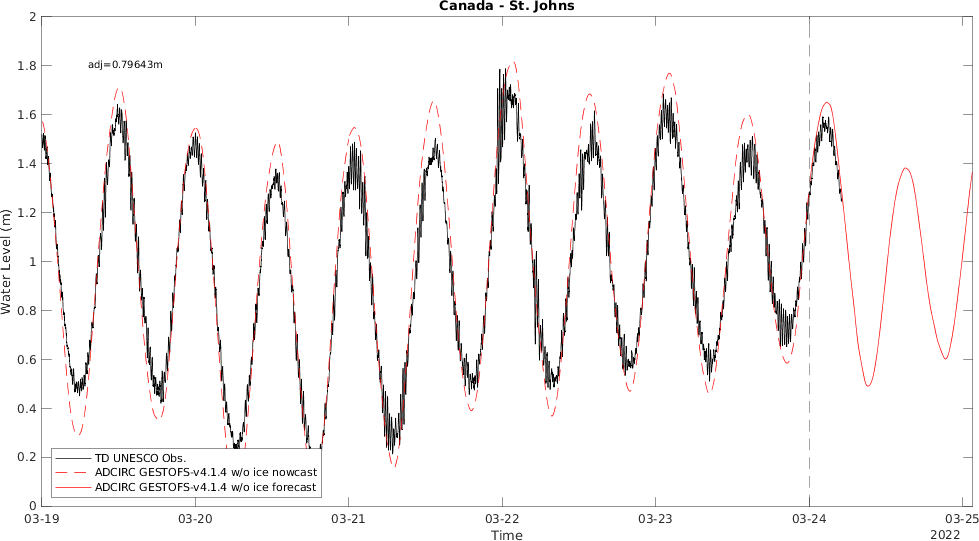 Canada - St. Johns
adj=0.79643m
Water Level (m)
2
1.8
1.6
1.4
1.2
1
0.8
0.6
0.4
0.2
0
TD UNESCO Obs.
ADCIRC GESTOFS-v4.1.4 w/o ice nowcast
ADCIRC GESTOFS-v4.1.4 w/o ice forecast
03-19 03-20 03-21 03-22 03-23 03-24 03-25
Time
2022